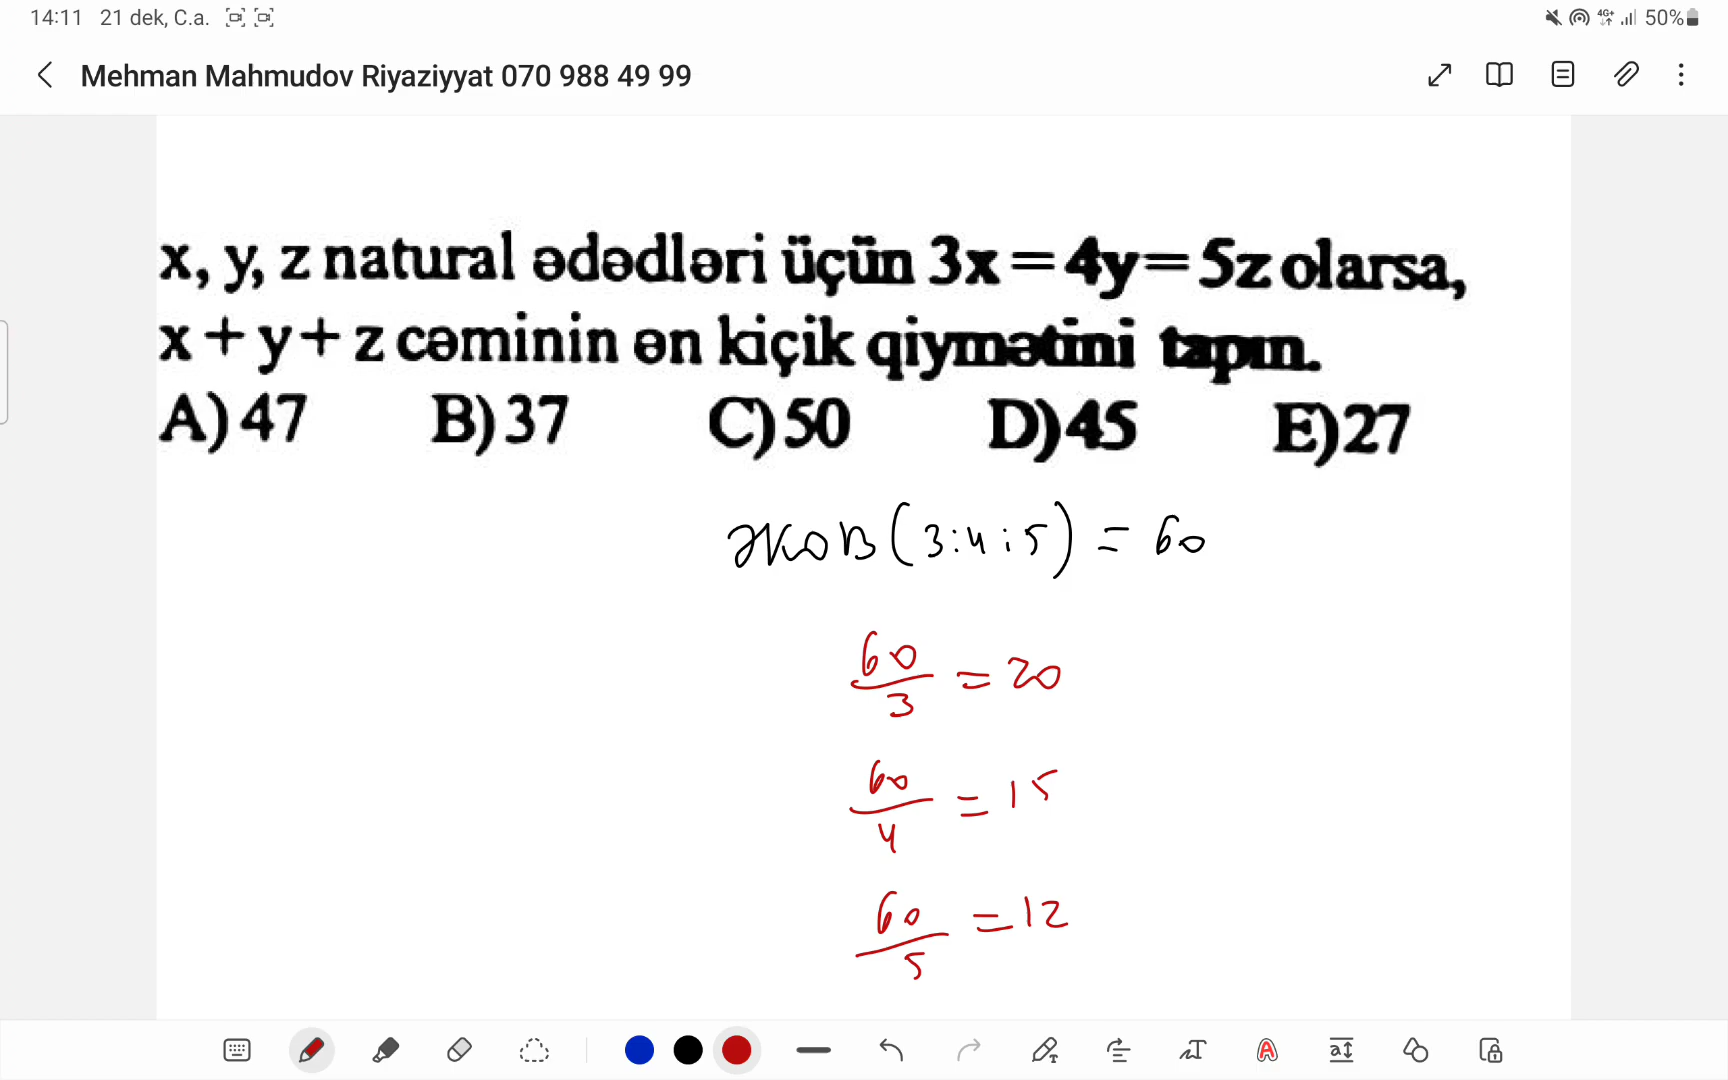 14:11 21 dek, C.a. 4G+ 50%
Mehman Mahmudov Riyaziyyat 070 988 49 99
x, y, z natural ədədləri üçün 3x=4y=5z olarsa,
x+y+z cəminin ən kiçik qiymətini tapın.
A)47 B)37 C)50 D)45 E)27
ƏKOB(3:4:5) = 60
60/3 = 20
60/4 = 15
60/5 = 12